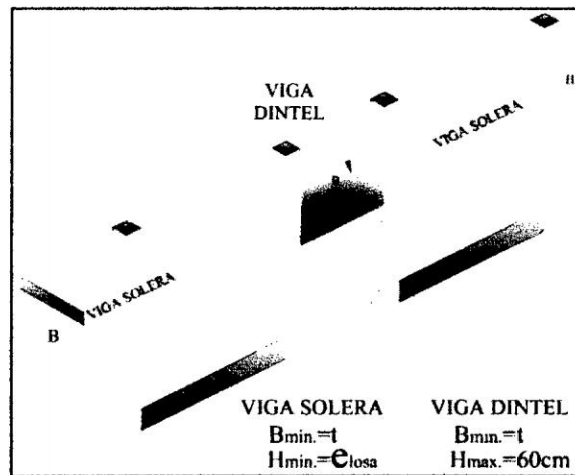 VIGA
DINTEL
H
VIGA SOLERA
B
VIGA SOLERA
B
VIGA SOLERA
Bmin.=t
Hmin.=elosa
VIGA DINTEL
Bmin.=t
Hmax.=60cm